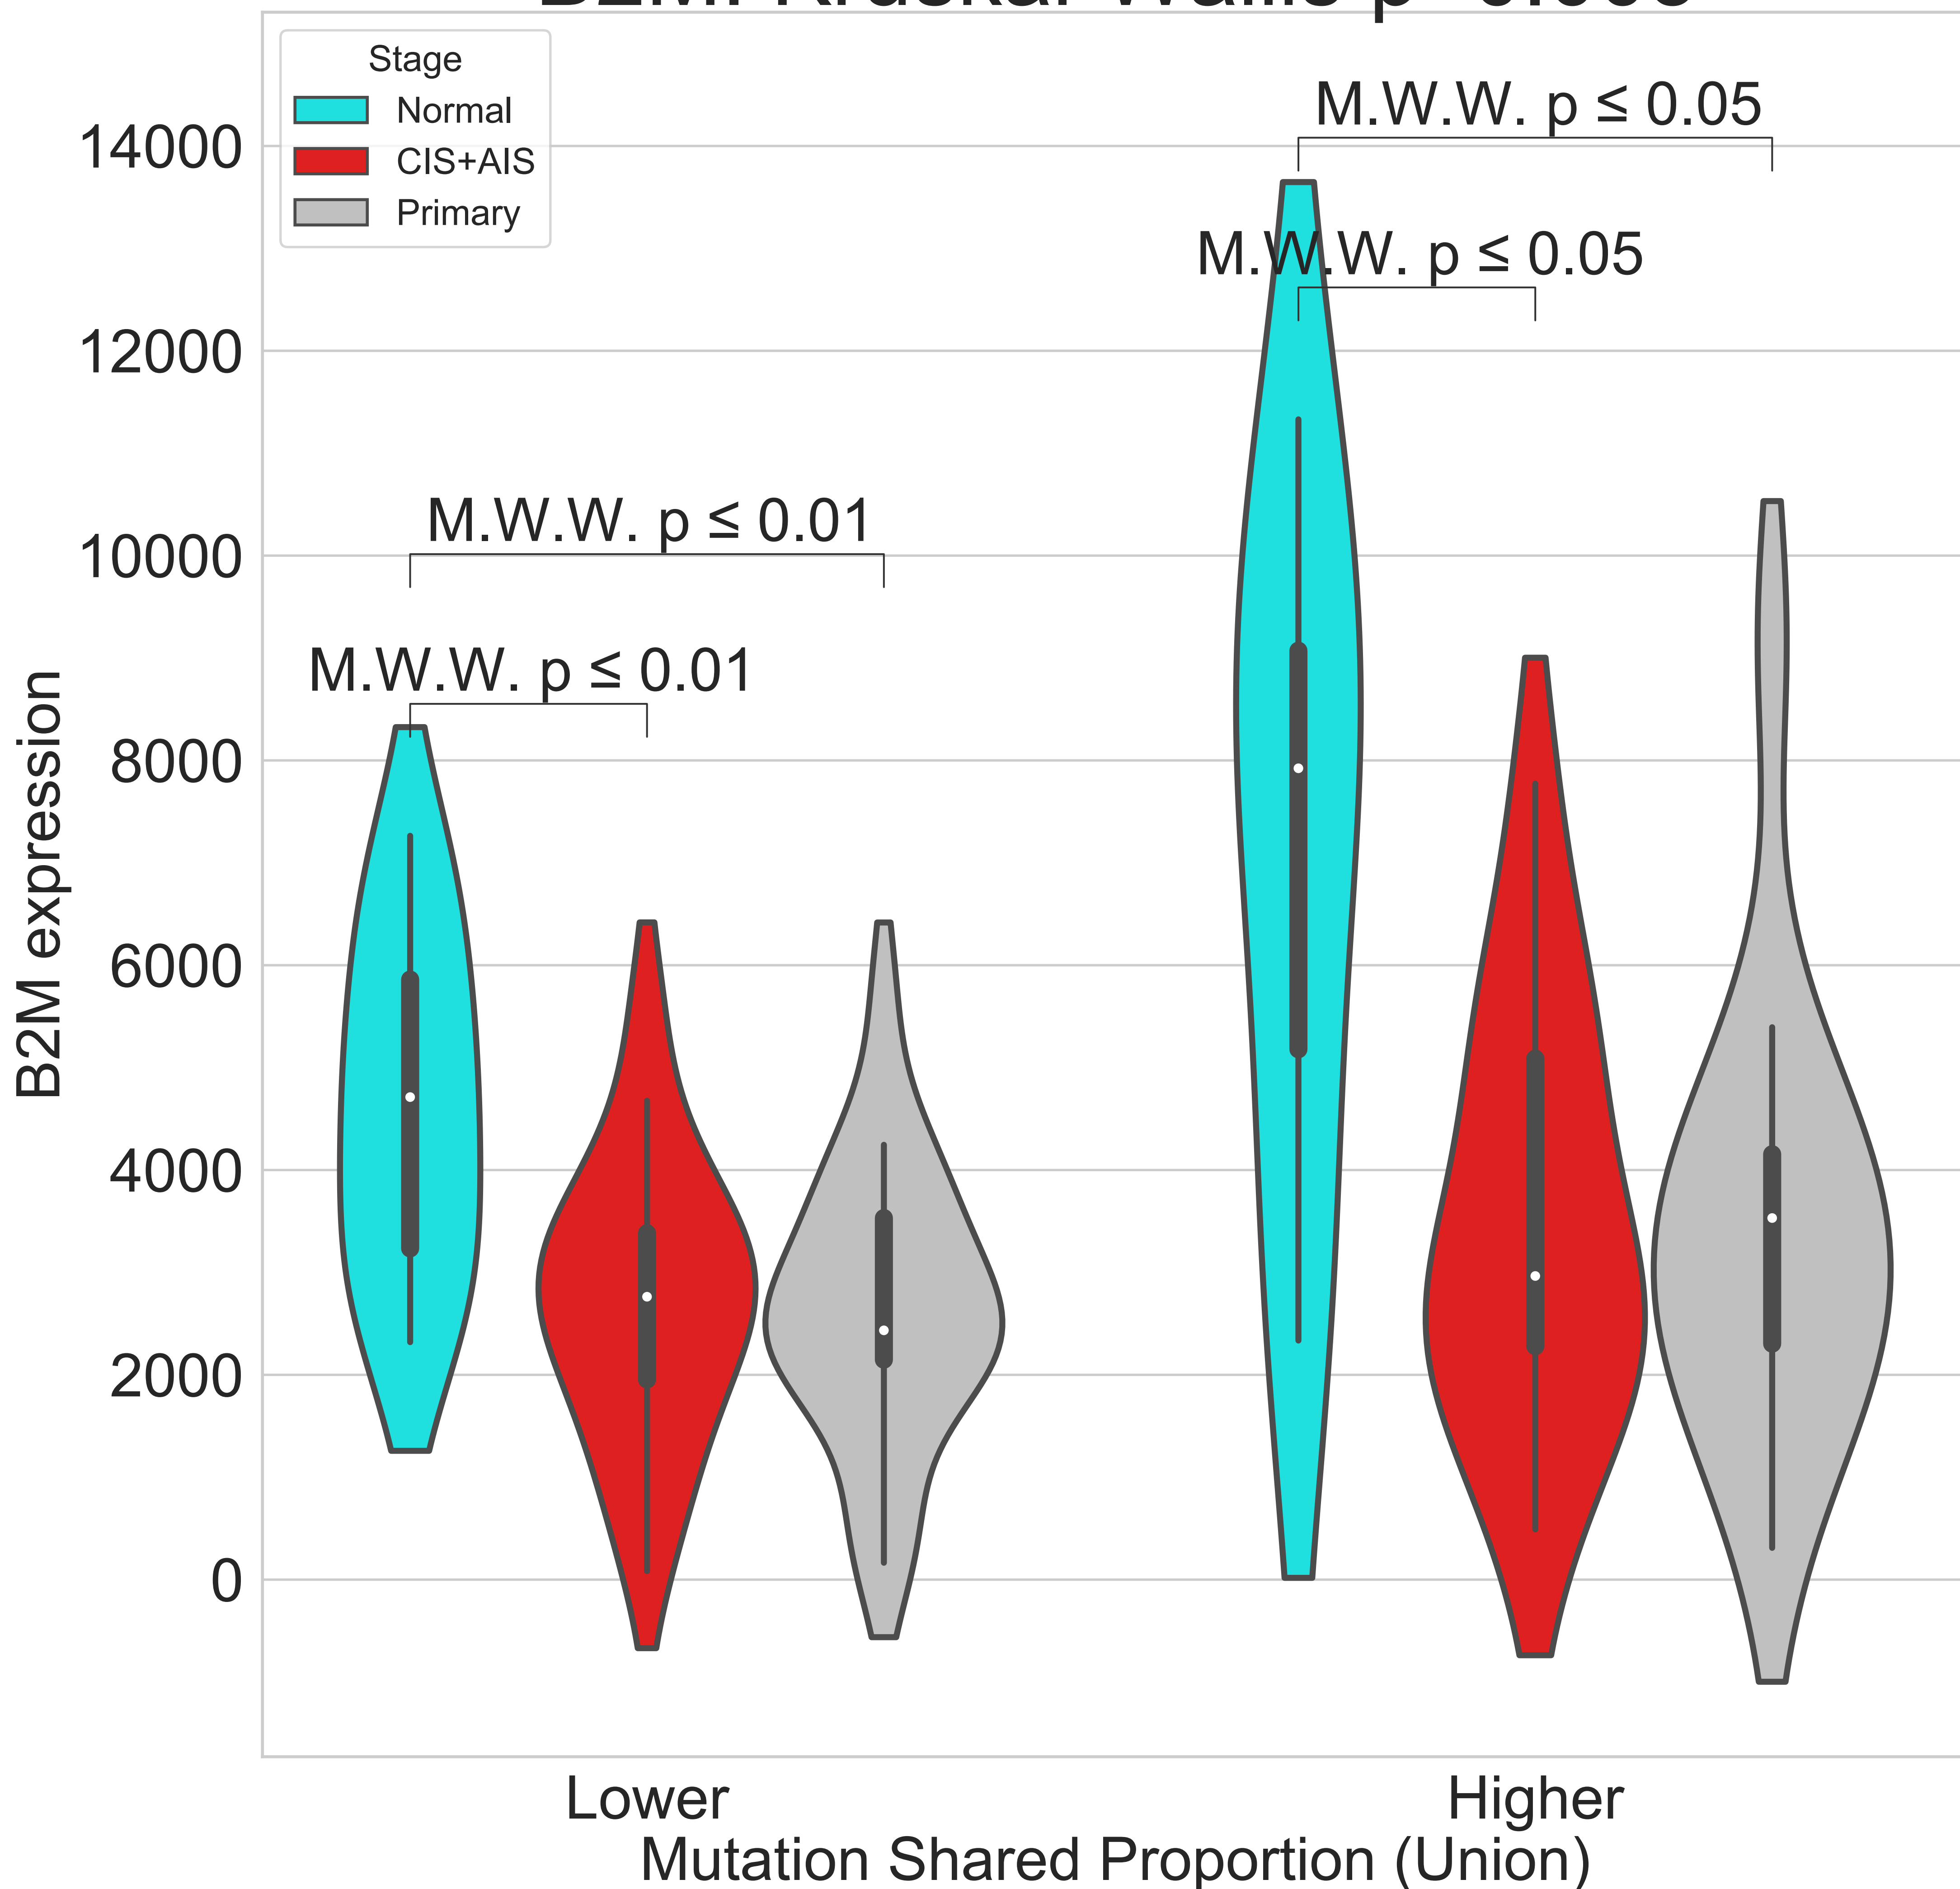 Stage
Normal
CIS+AIS
Primary
M.W.W. p ≤ 0.05
M.W.W. p ≤ 0.05
M.W.W. p ≤ 0.01
M.W.W. p ≤ 0.01
14000
12000
10000
8000
6000
4000
2000
0
B2M expression
Lower
Higher
Mutation Shared Proportion (Union)